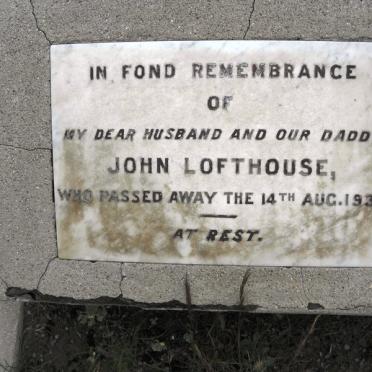 IN FOND REMEMBRANCE
OF
MY DEAR HUSBAND AND OUR DADD
JOHN LOFTHOUSE,
WHO PASSED AWAY THE 14TH AUG. 193
AT REST.